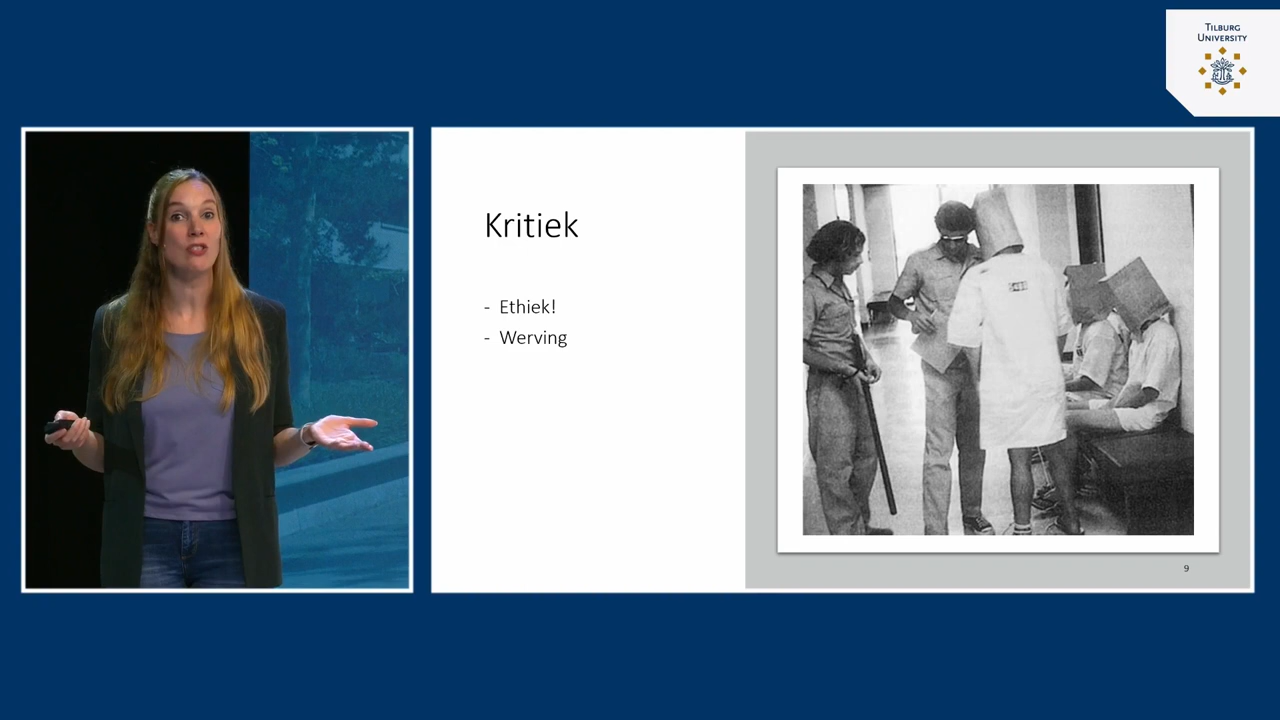 TILBURG
UNIVERSITY
Kritiek
- Ethiek!
- Werving
9